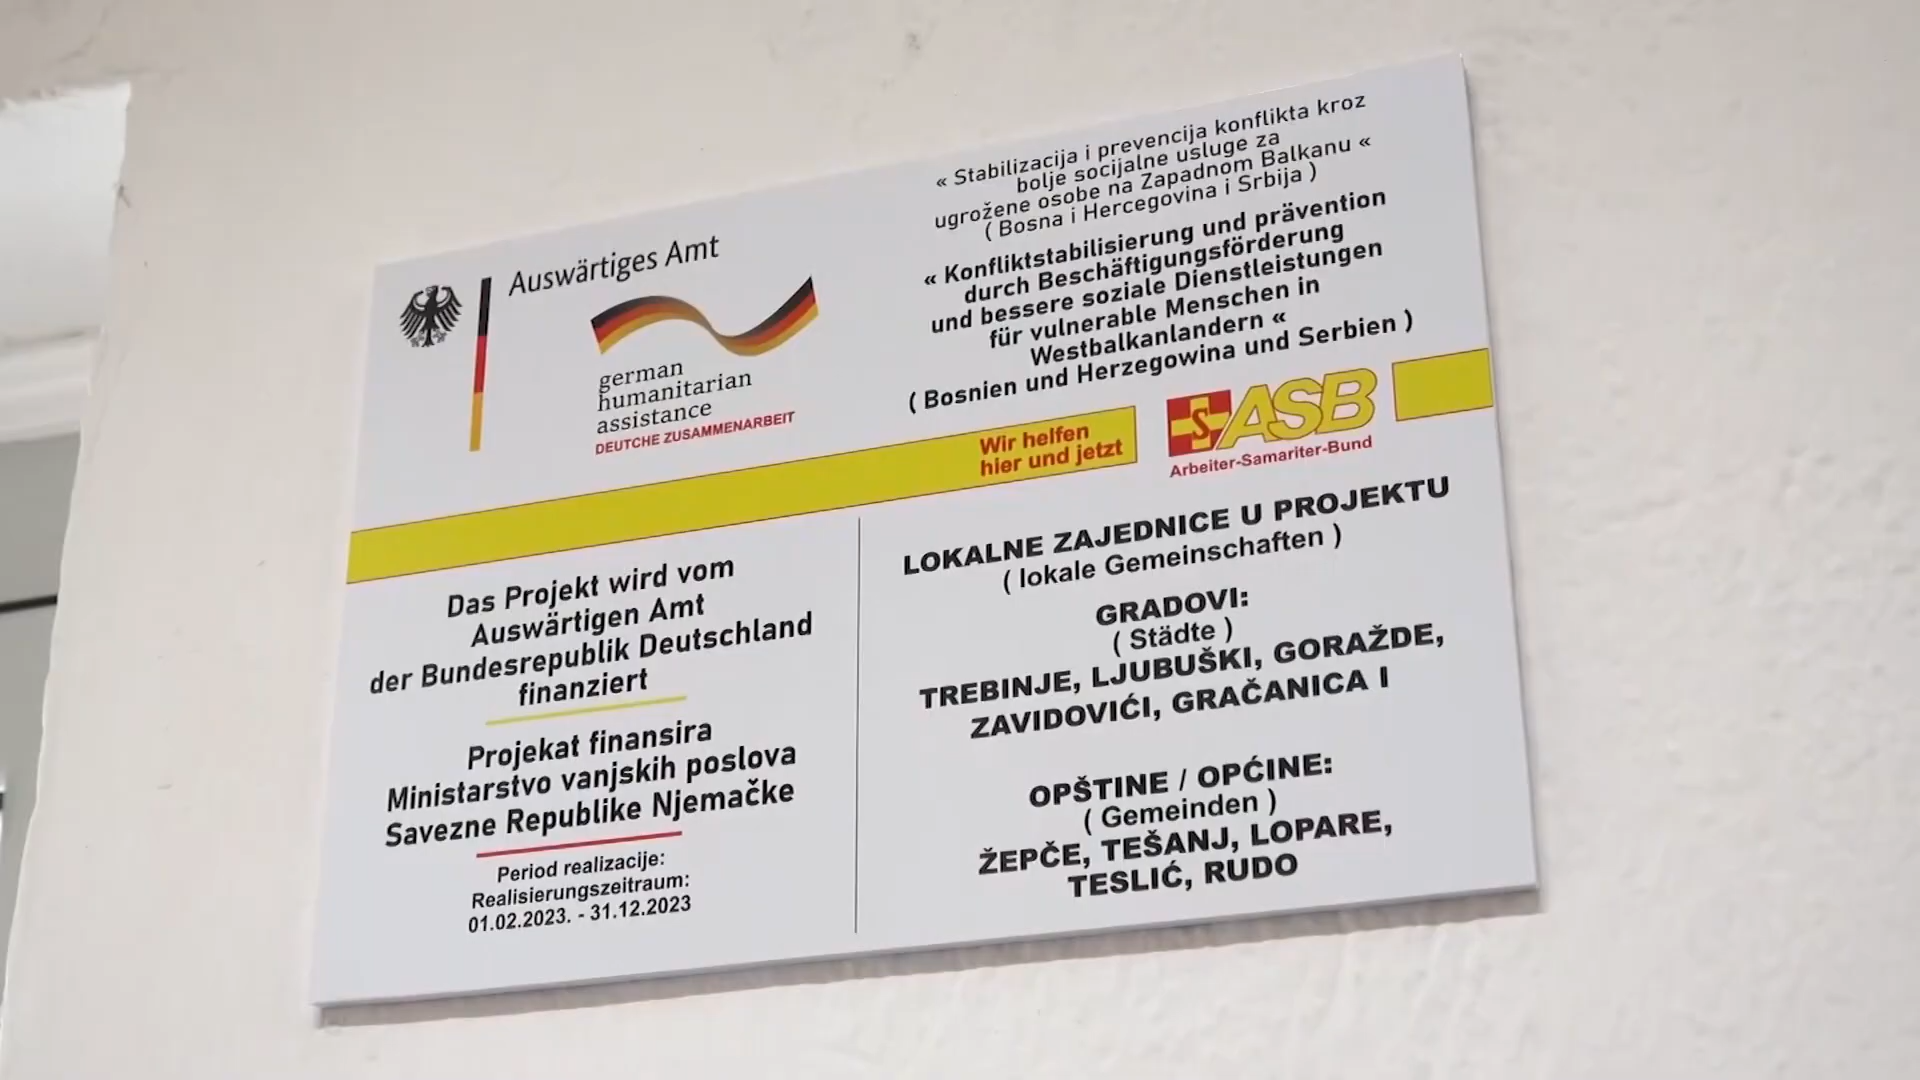 Auswärtiges Amt
german
humanitarian
assistance
DEUTCHE ZUSAMMENARBEIT
« Stabilizacija i prevencija konflikta kroz
bolje socijalne usluge za
ugrožene osobe na Zapadnom Balkanu «
( Bosna i Hercegovina i Srbija )
« Konfliktstabilisierung und prävention
durch Beschäftigungsförderung
und bessere soziale Dienstleistungen
für vulnerable Menschen in
Westbalkanlandern «
( Bosnien und Herzegowina und Serbien )
Wir helfen
hier und jetzt
S ASB
Arbeiter-Samariter-Bund
Das Projekt wird vom
Auswärtigen Amt
der Bundesrepublik Deutschland
finanziert
Projekat finansira
Ministarstvo vanjskih poslova
Savezne Republike Njemačke
Period realizacije:
Realisierungszeitraum:
01.02.2023. - 31.12.2023
LOKALNE ZAJEDNICE U PROJEKTU
( lokale Gemeinschaften )
GRADOVI:
( Städte )
TREBINJE, LJUBUŠKI, GORAŽDE,
ZAVIDOVIĆI, GRAČANICA I
OPŠTINE / OPĆINE:
( Gemeinden )
ŽEPČE, TEŠANJ, LOPARE,
TESLIĆ, RUDO